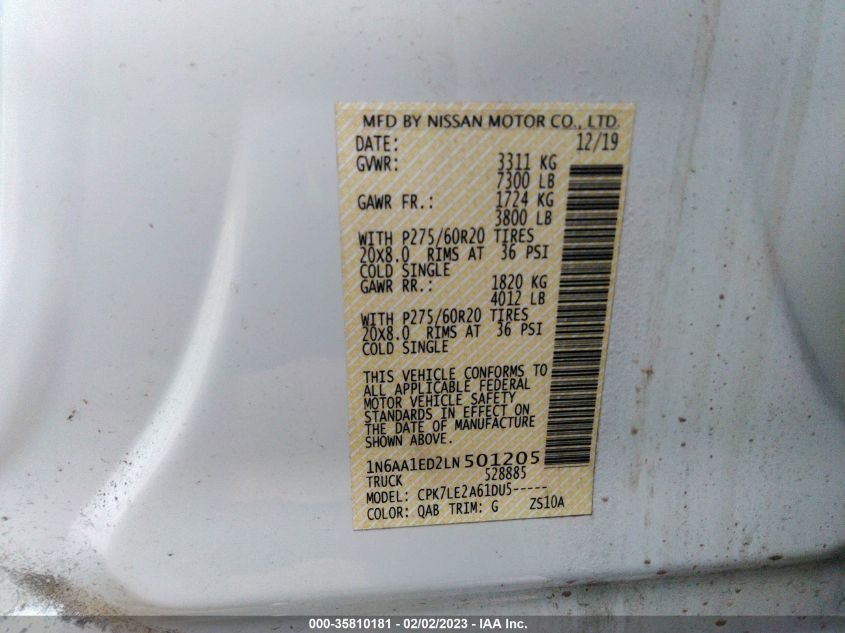 MFD BY NISSAN MOTOR CO., LTD.
DATE: 12/19
GVWR: 3311 KG
7300 LB
GAWR FR.: 1724 KG
3800 LB
WITH P275/60R20 TIRES
20X8.0 RIMS AT 36 PSI
COLD SINGLE
GAWR RR.: 1820 KG
4012 LB
WITH P275/60R20 TIRES
20X8.0 RIMS AT 36 PSI
COLD SINGLE
THIS VEHICLE CONFORMS TO
ALL APPLICABLE FEDERAL
MOTOR VEHICLE SAFETY
STANDARDS IN EFFECT ON
THE DATE OF MANUFACTURE
SHOWN ABOVE.
1N6AA1ED2LN501205
TRUCK 528885
MODEL: CPK7LE2A61DU5-----
COLOR: QAB TRIM: G ZS10A
000-35810181 - 02/02/2023 - IAA Inc.